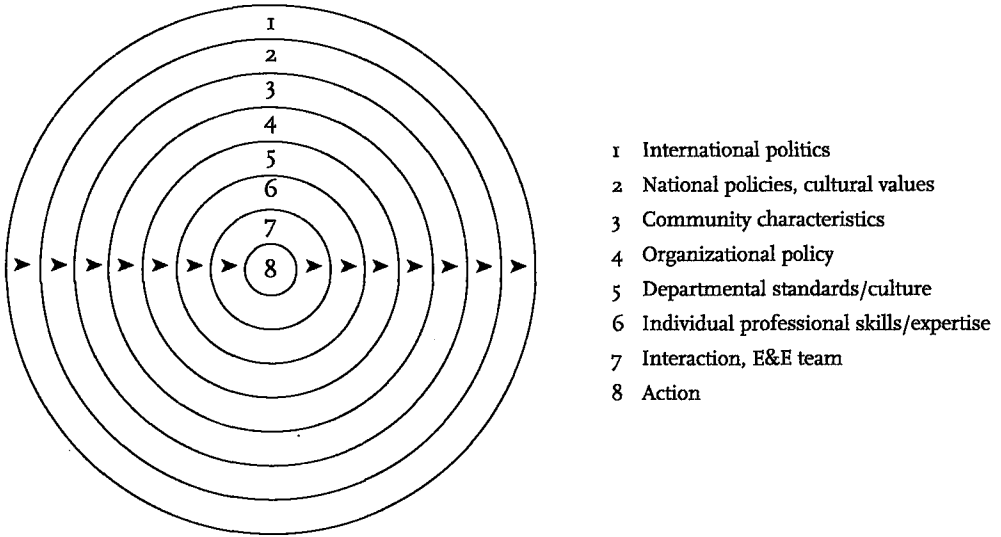 1
2
3
4
5
6
7
8
1 International politics
2 National policies, cultural values
3 Community characteristics
4 Organizational policy
5 Departmental standards/culture
6 Individual professional skills/expertise
7 Interaction, E&E team
8 Action